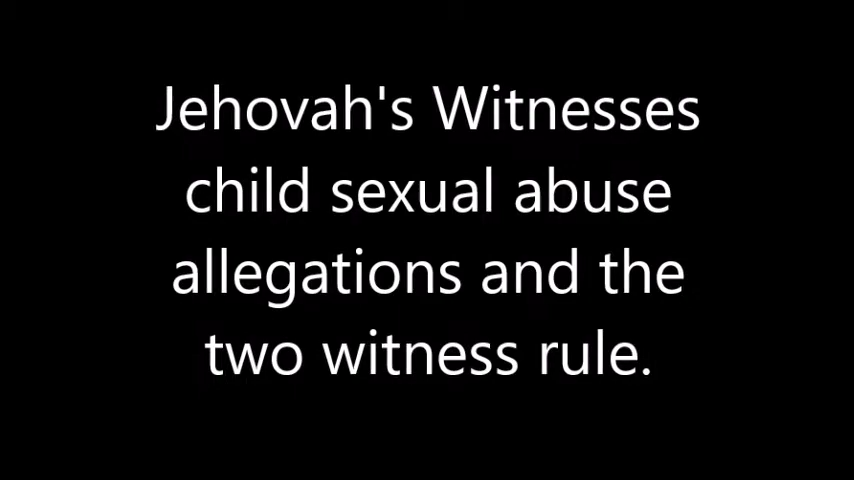 Jehovah's Witnesses
child sexual abuse
allegations and the
two witness rule.